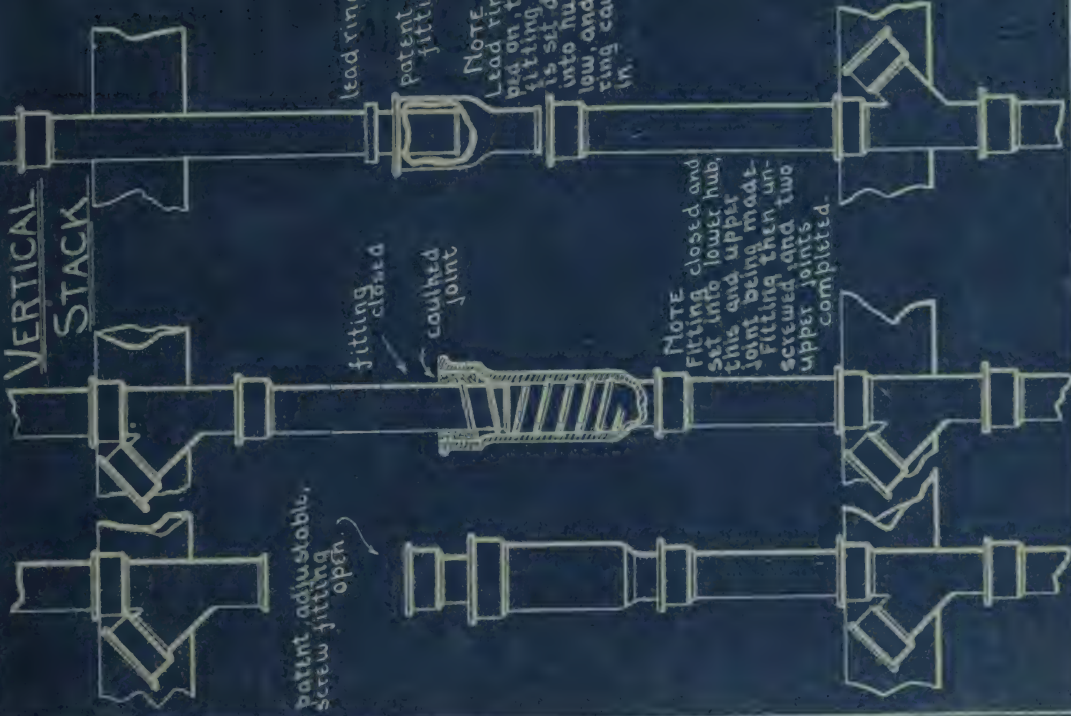 VERTICAL
STACK
patent adjustable,
screw fitting
open.
fitting
closed
caulked
joint
NOTE
Fitting closed and
set into lower hub,
this and upper
joint being made-
Fitting then un-
screwed, and two
upper joints
completed.
Lead ring
patent
fitti
NOTE
Lead rin
ped on, t
fitting
is set d
into hu
low, and
ring cau
in.